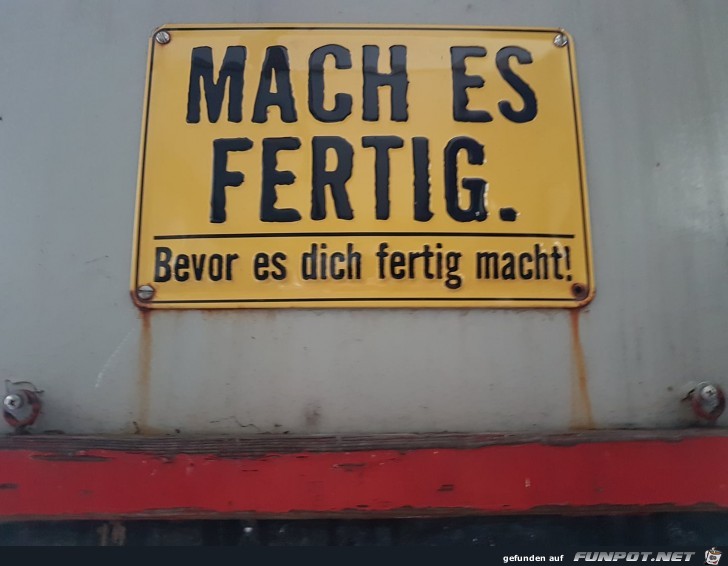 MACH ES
FERTIG.
Bevor es dich fertig macht!
gefunden auf FUNPOT.NET